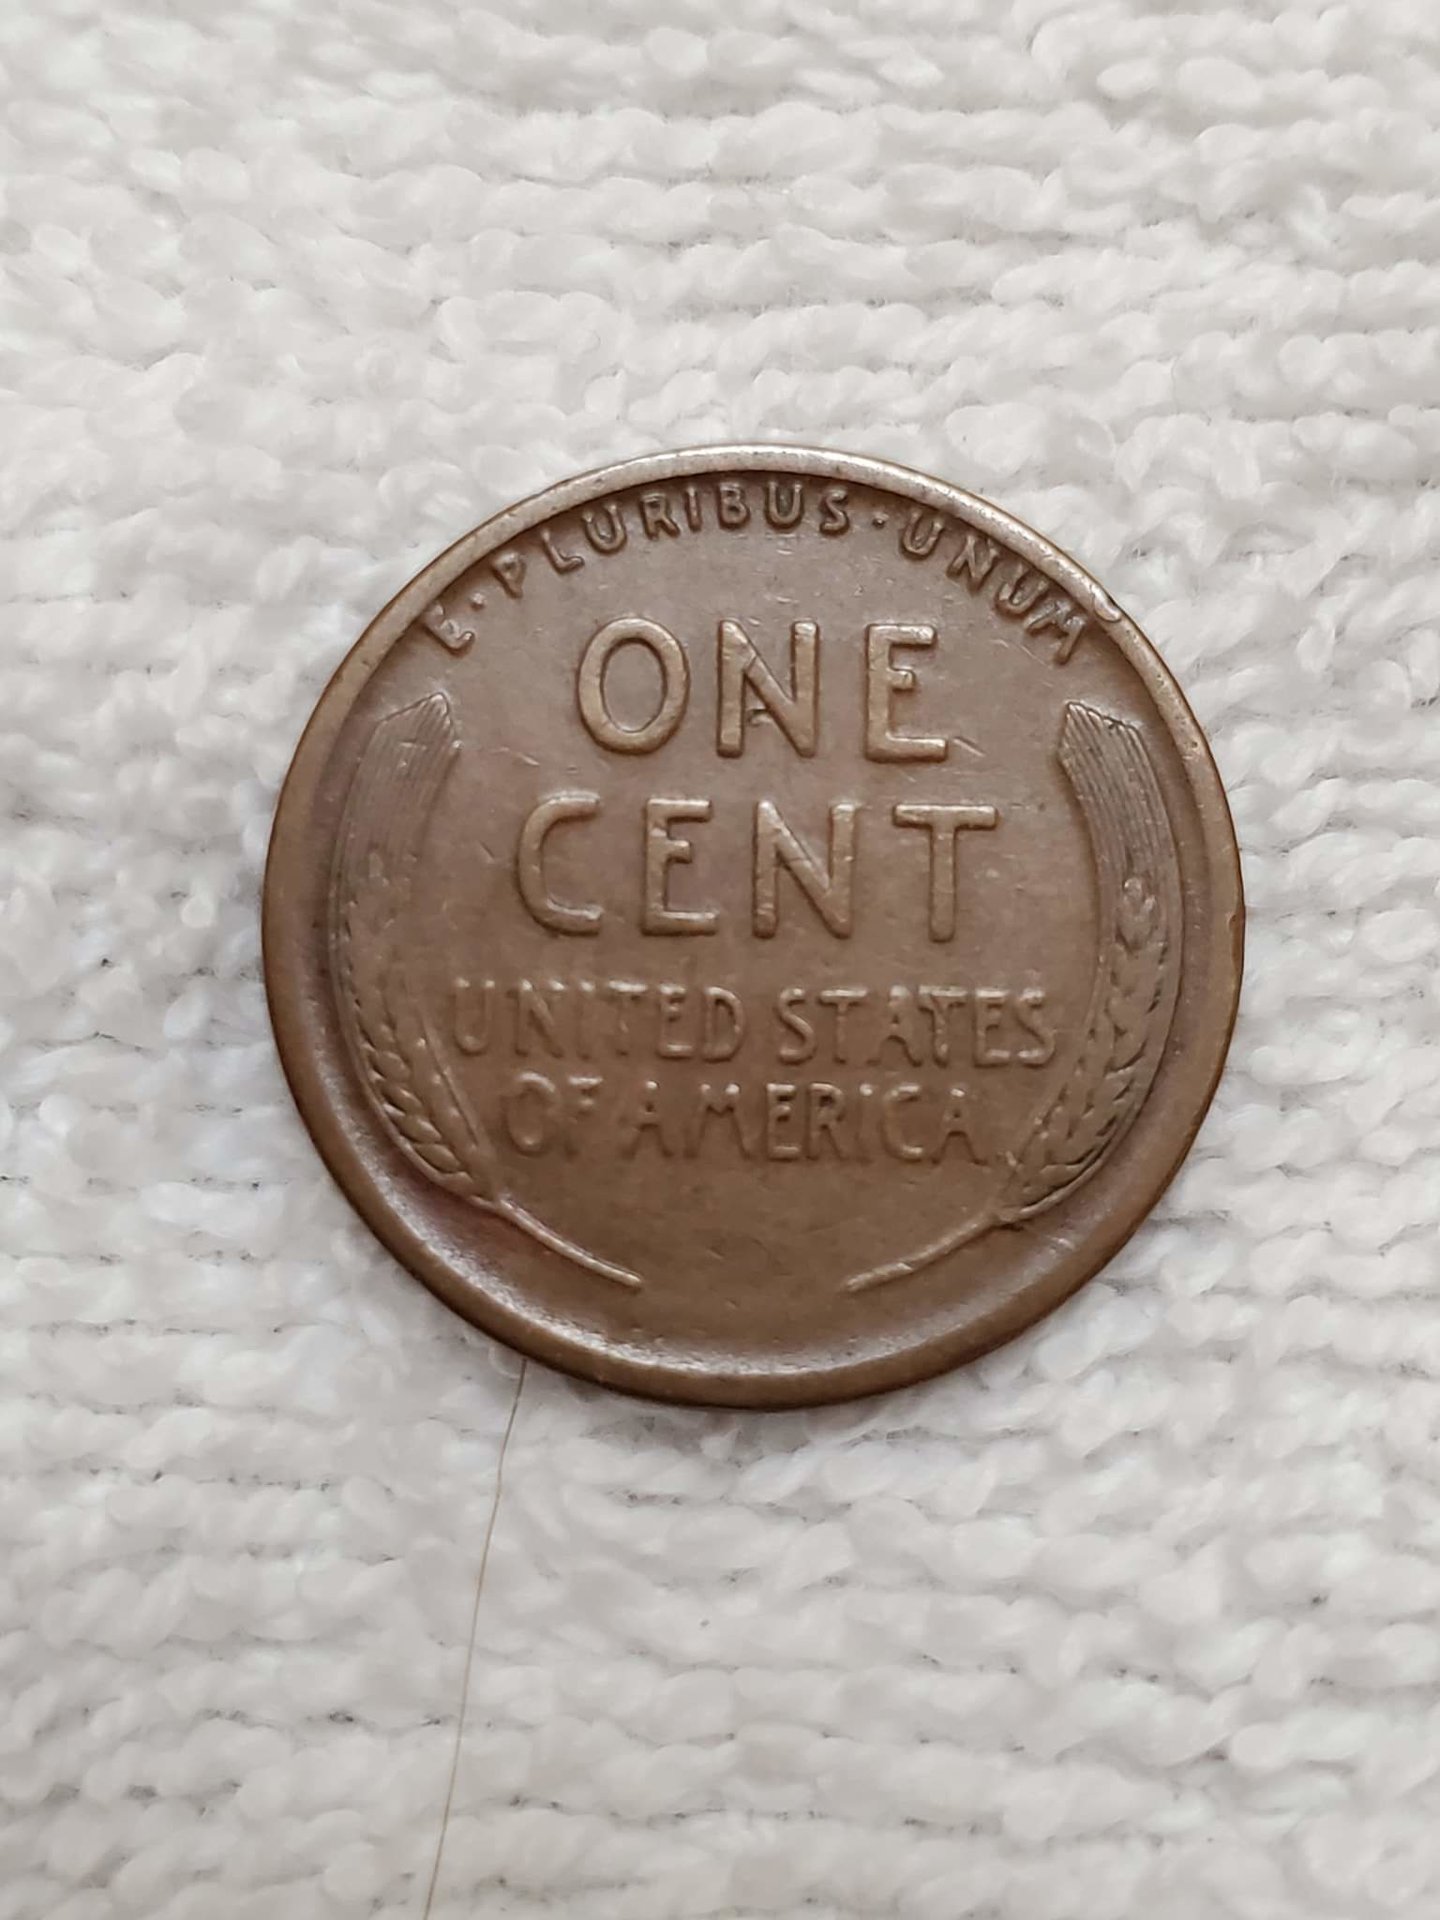 E·PLURIBUS·UNUM
ONE
CENT
UNITED STATES
OF AMERICA